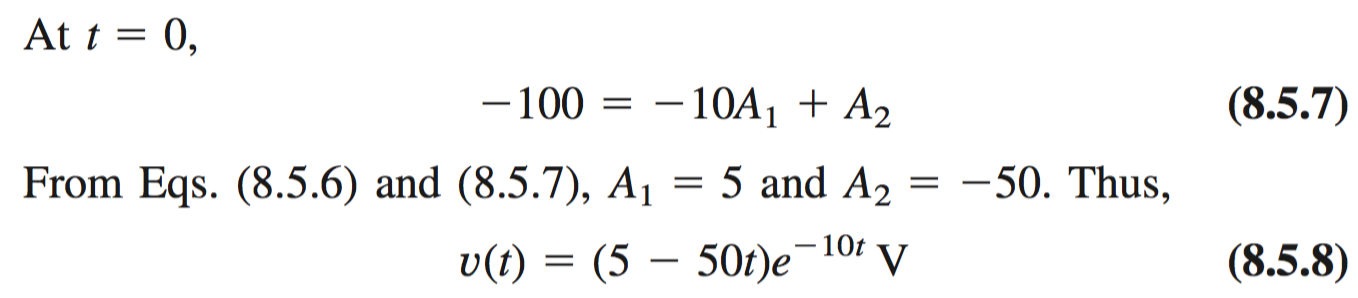 At t = 0,
−100 = −10A₁ + A₂ (8.5.7)
From Eqs. (8.5.6) and (8.5.7), A₁ = 5 and A₂ = −50. Thus,
v(t) = (5 − 50t)e⁻¹⁰ᵗ V (8.5.8)